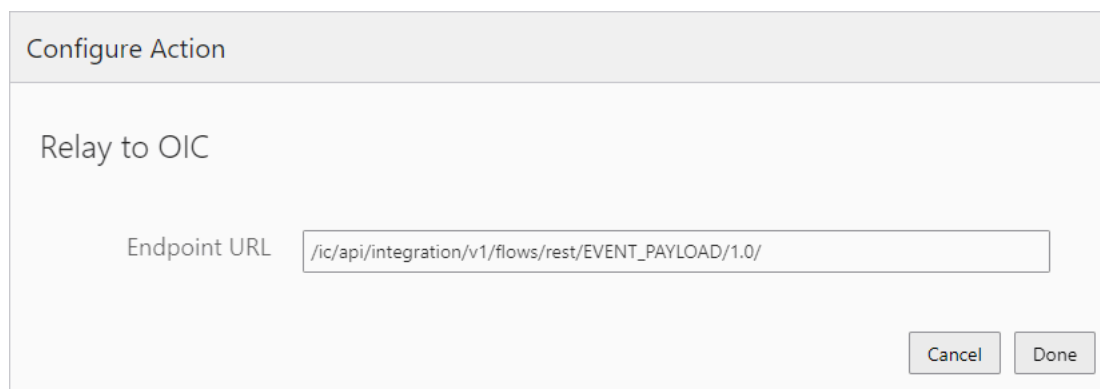 Configure Action
Relay to OIC
Endpoint URL /ic/api/integration/v1/flows/rest/EVENT_PAYLOAD/1.0/
Cancel Done